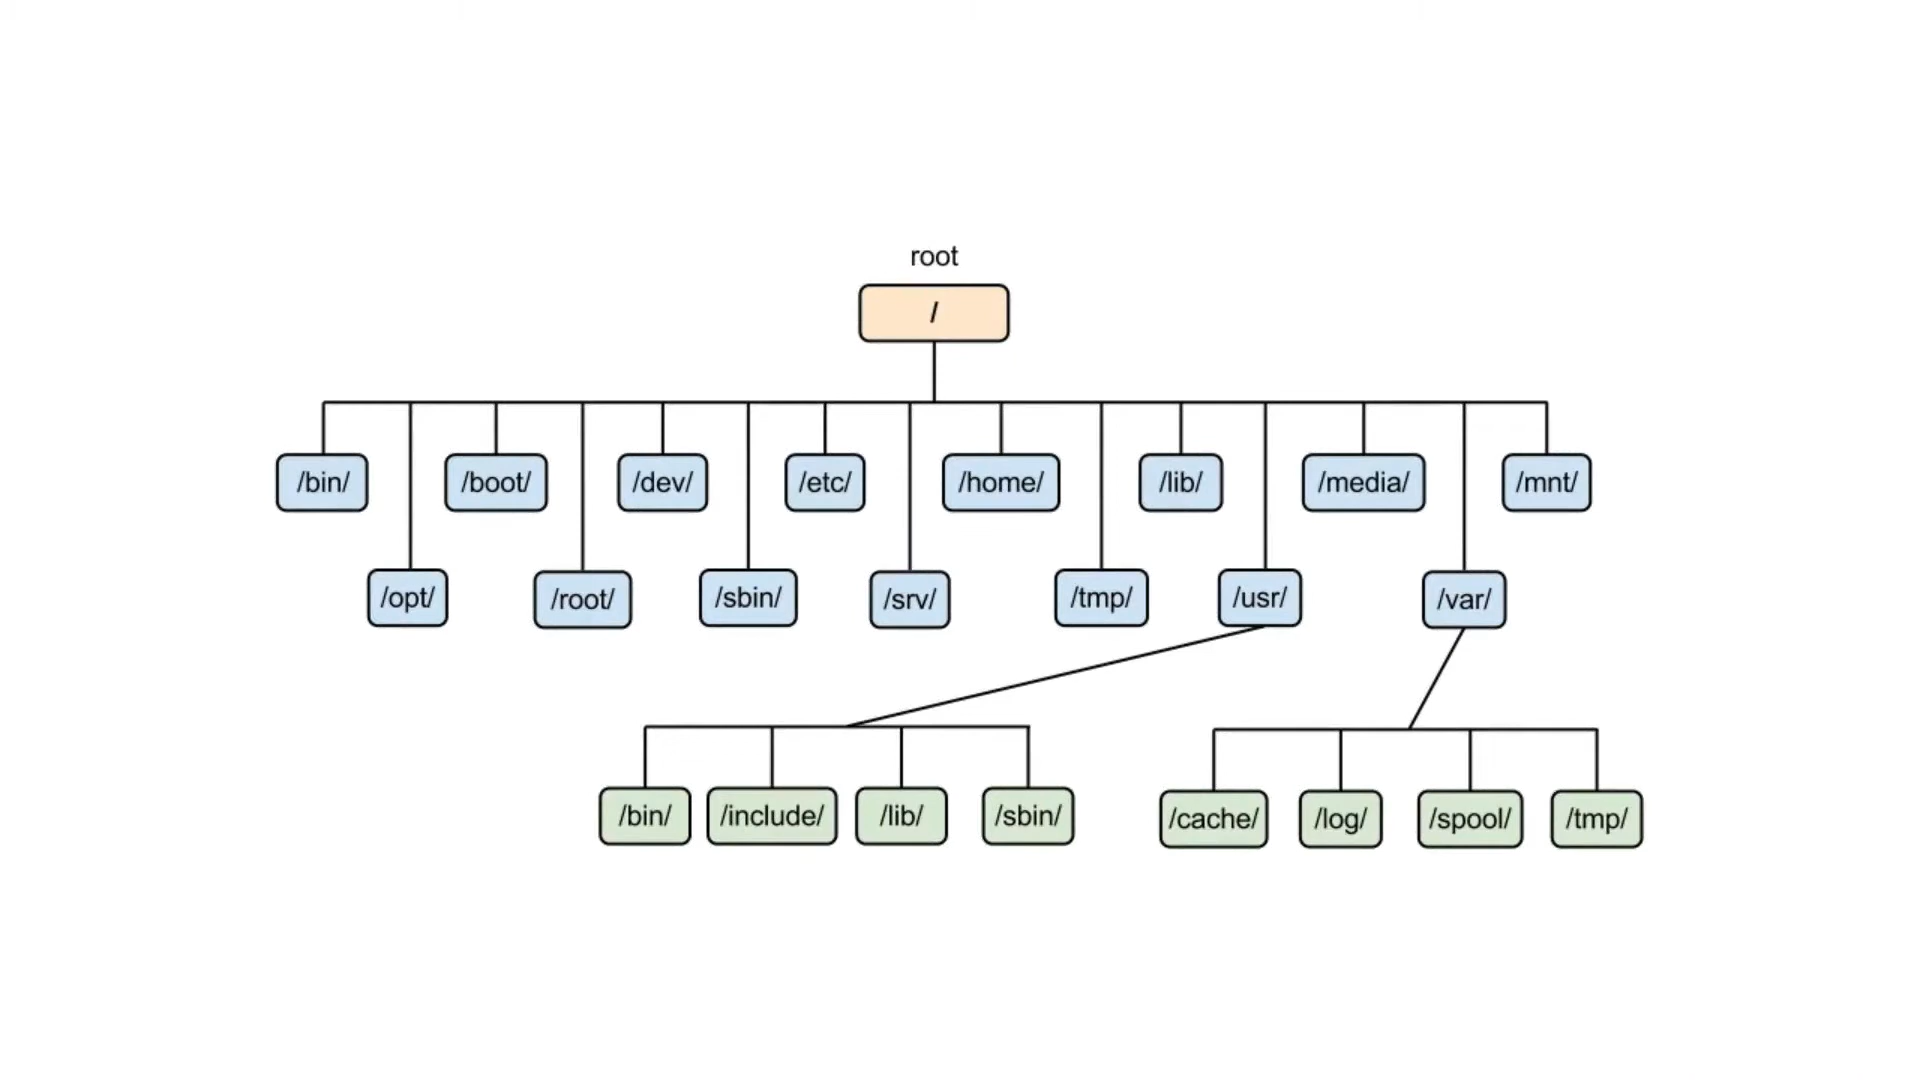 root
/
/bin/ /boot/ /dev/ /etc/ /home/ /lib/ /media/ /mnt/
/opt/ /root/ /sbin/ /srv/ /tmp/ /usr/ /var/
/bin/ /include/ /lib/ /sbin/ /cache/ /log/ /spool/ /tmp/